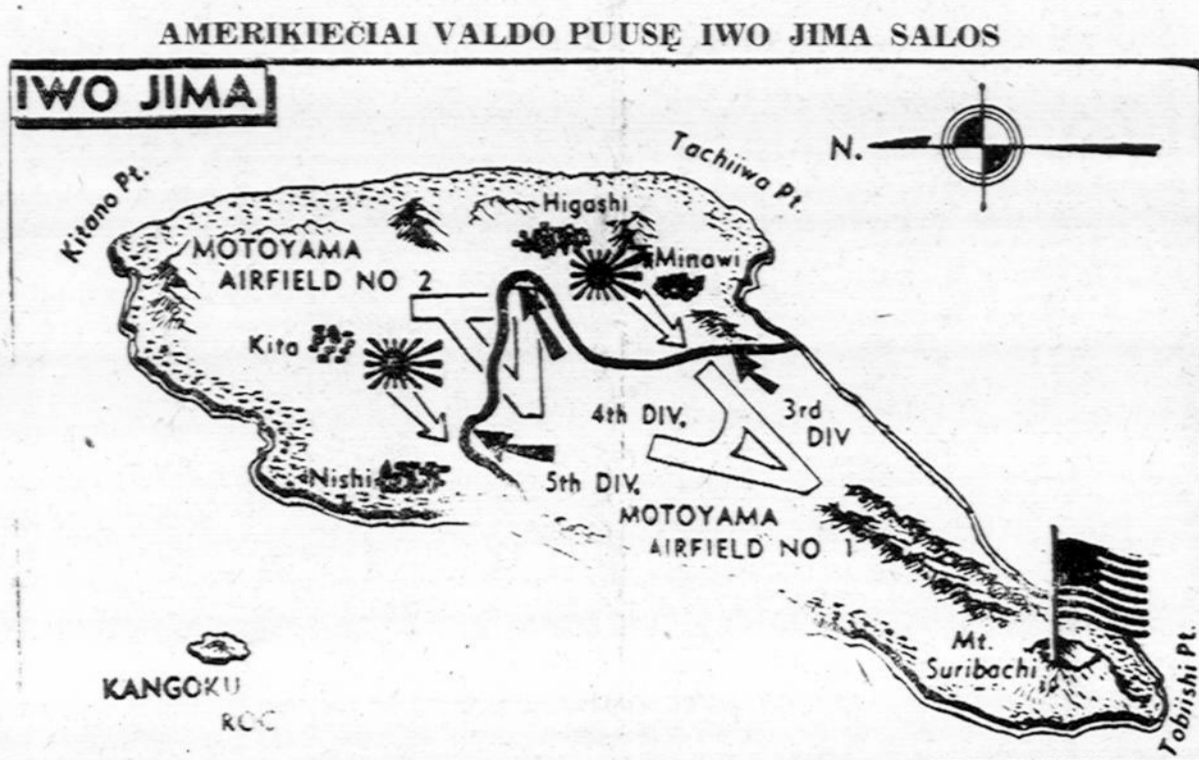 AMERIKIEČIAI VALDO PUUSĘ IWO JIMA SALOS
IWO JIMA
N.
Kitano Pt.
Tachiiwa Pt.
Higashi
MOTOYAMA
AIRFIELD NO 2
Minawi
Kita
4th DIV.
3rd
DIV
Nishi
5th DIV.
MOTOYAMA
AIRFIELD NO 1
Mt.
Suribachi
KANGOKU
Tobiishi Pt.